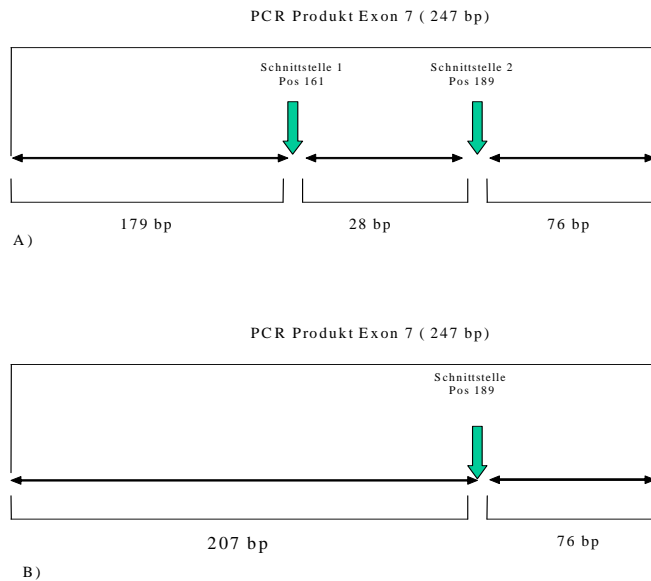 PCR Produkt Exon 7 ( 247 bp)
Schnittstelle 1
Pos 161
Schnittstelle 2
Pos 189
179 bp
28 bp
76 bp
A)
PCR Produkt Exon 7 ( 247 bp)
Schnittstelle
Pos 189
207 bp
76 bp
B)